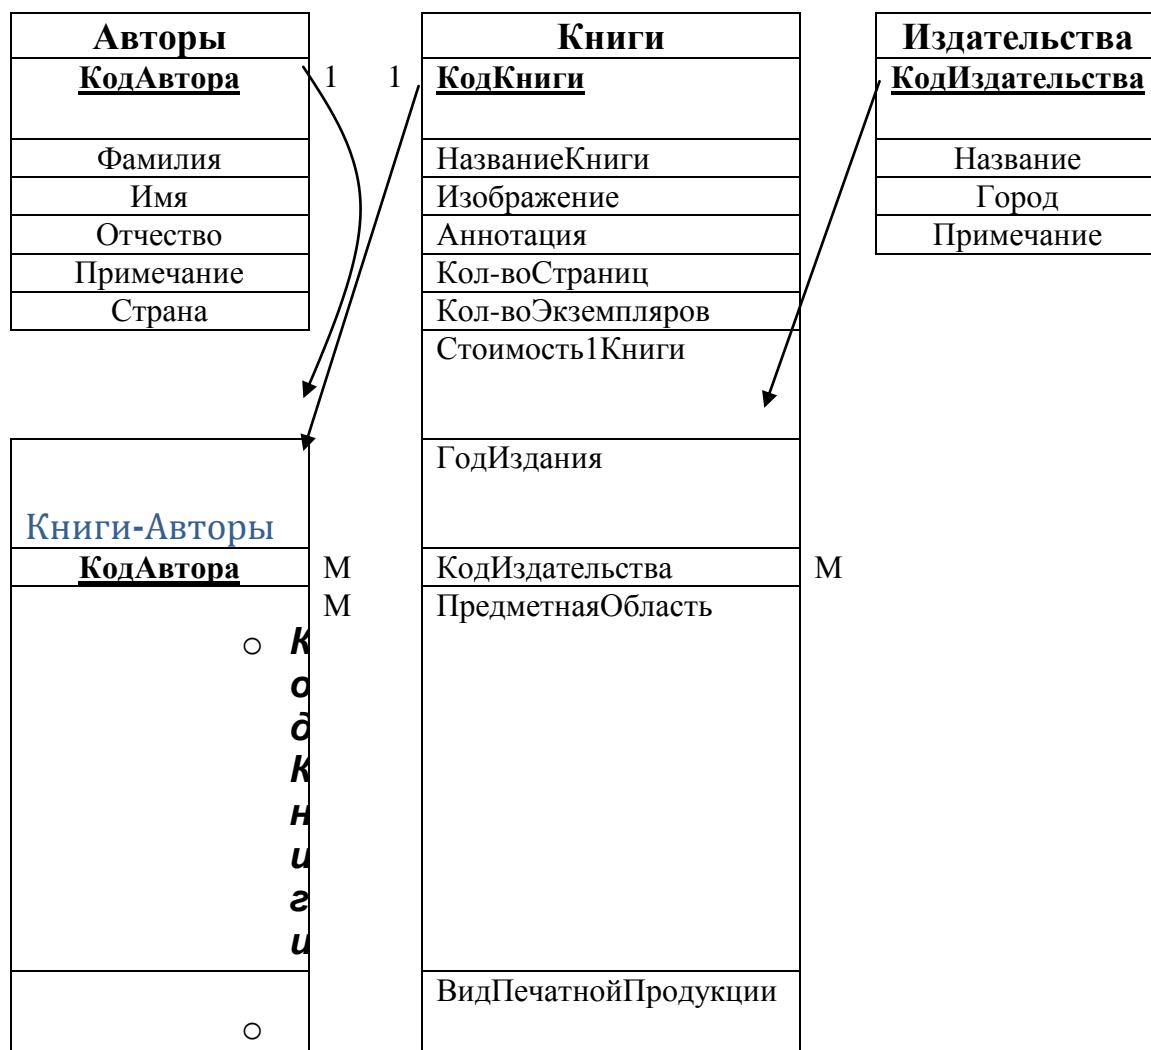 Авторы
КодАвтора
1
Фамилия
Имя
Отчество
Примечание
Страна
Книги-Авторы
КодАвтора
М
М
КодКниги
Книги
1
КодКниги
НазваниеКниги
Изображение
Аннотация
Кол-воСтраниц
Кол-воЭкземпляров
Стоимость1Книги
ГодИздания
КодИздательства
М
ПредметнаяОбласть
ВидПечатнойПродукции
Издательства
КодИздательства
Название
Город
Примечание